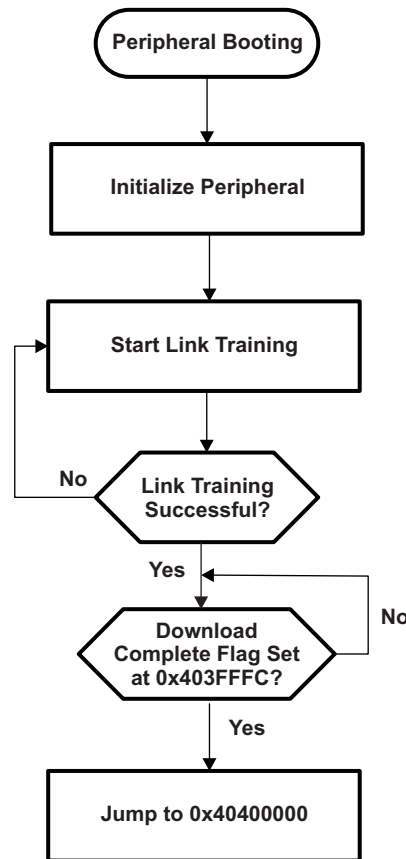 Peripheral Booting
Initialize Peripheral
Start Link Training
No
Link Training
Successful?
Yes
No
Download
Complete Flag Set
at 0x403FFFC?
Yes
Jump to 0x40400000